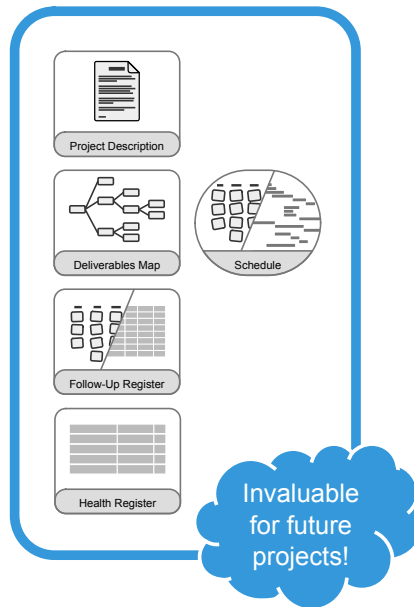 Project Description
Deliverables Map
Schedule
Follow-Up Register
Health Register
Invaluable
for future
projects!